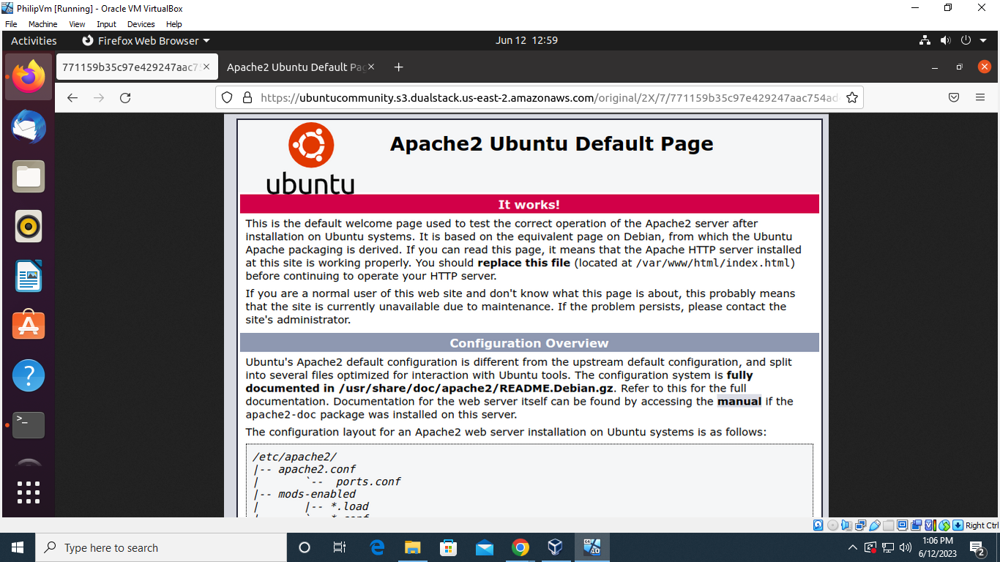 PhilipVm [Running] - Oracle VM VirtualBox
File Machine View Input Devices Help
Activities Firefox Web Browser Jun 12 12:59
771159b35c97e429247aac75 Apache2 Ubuntu Default Pag
https://ubuntucommunity.s3.dualstack.us-east-2.amazonaws.com/original/2X/7/771159b35c97e429247aac754ad
ubuntu
Apache2 Ubuntu Default Page
It works!
This is the default welcome page used to test the correct operation of the Apache2 server after
installation on Ubuntu systems. It is based on the equivalent page on Debian, from which the Ubuntu
Apache packaging is derived. If you can read this page, it means that the Apache HTTP server installed
at this site is working properly. You should replace this file (located at /var/www/html/index.html)
before continuing to operate your HTTP server.
If you are a normal user of this web site and don't know what this page is about, this probably means
that the site is currently unavailable due to maintenance. If the problem persists, please contact the
site's administrator.
Configuration Overview
Ubuntu's Apache2 default configuration is different from the upstream default configuration, and split
into several files optimized for interaction with Ubuntu tools. The configuration system is fully
documented in /usr/share/doc/apache2/README.Debian.gz. Refer to this for the full
documentation. Documentation for the web server itself can be found by accessing the manual if the
apache2-doc package was installed on this server.
The configuration layout for an Apache2 web server installation on Ubuntu systems is as follows:
/etc/apache2/
|-- apache2.conf
|       `--  ports.conf
|-- mods-enabled
|       |-- *.load
Right Ctrl
Type here to search
1:06 PM
6/12/2023
2